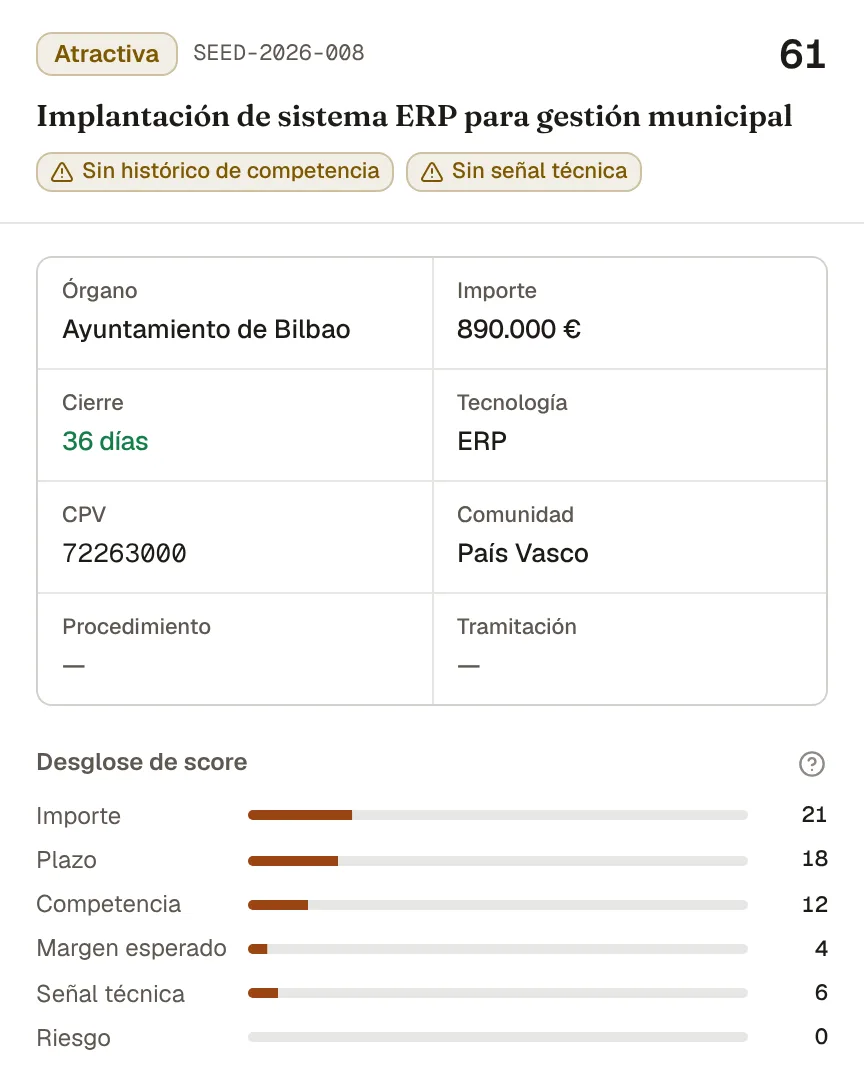 Atractiva SEED-2026-008 61
Implantación de sistema ERP para gestión municipal
Sin histórico de competencia Sin señal técnica
Órgano Importe
Ayuntamiento de Bilbao 890.000 €
Cierre Tecnología
36 días ERP
CPV Comunidad
72263000 País Vasco
Procedimiento Tramitación
— —
Desglose de score ?
Importe 21
Plazo 18
Competencia 12
Margen esperado 4
Señal técnica 6
Riesgo 0